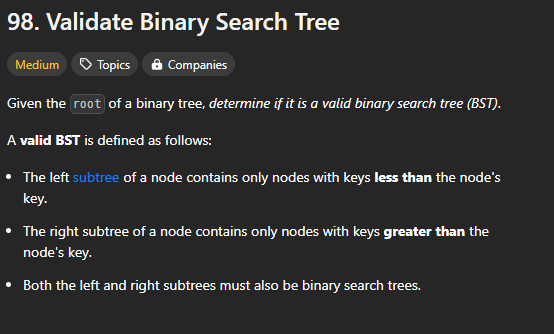 98. Validate Binary Search Tree
Medium Topics Companies
Given the root of a binary tree, determine if it is a valid binary search tree (BST).
A valid BST is defined as follows:
• The left subtree of a node contains only nodes with keys less than the node's
key.
• The right subtree of a node contains only nodes with keys greater than the
node's key.
• Both the left and right subtrees must also be binary search trees.